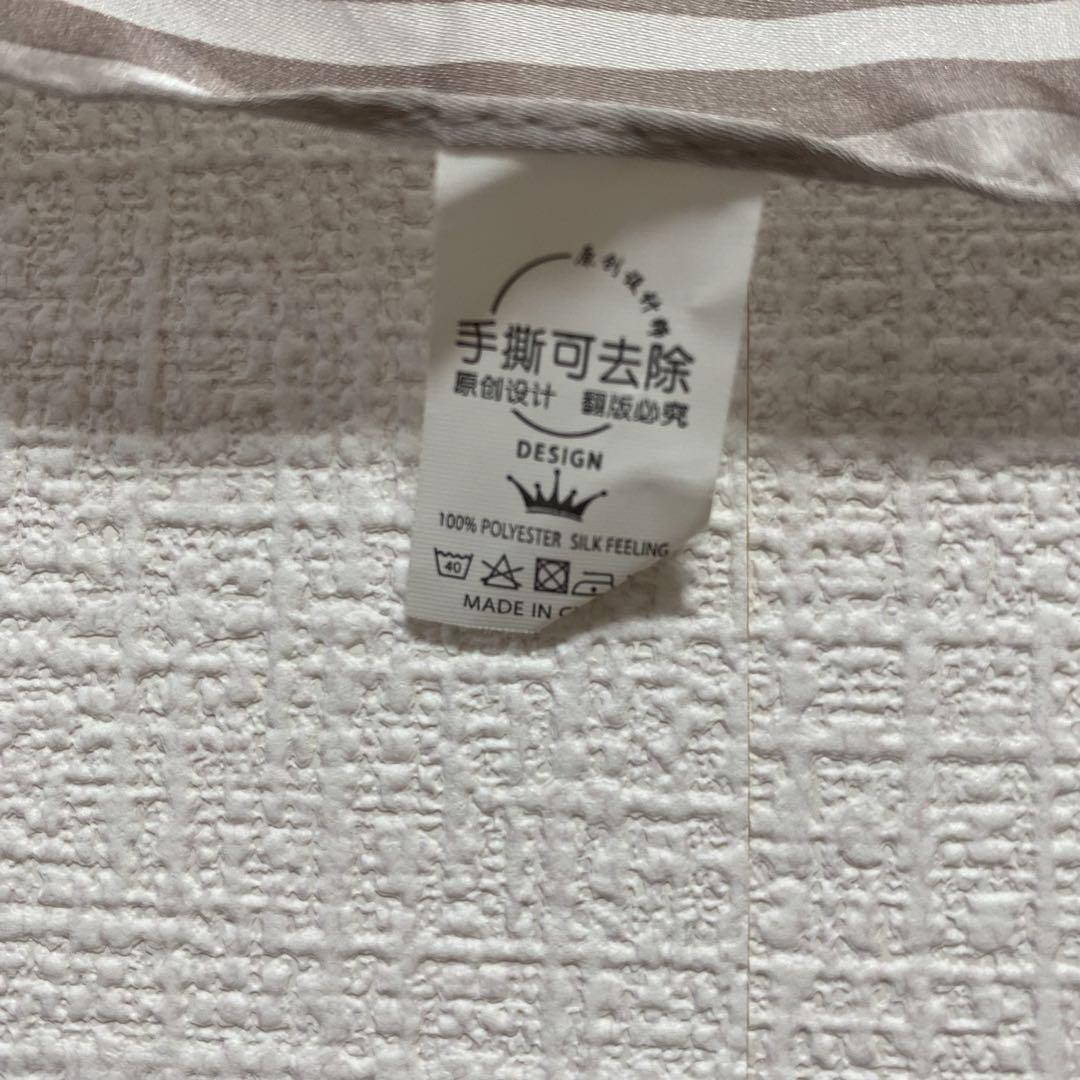 原创设计师
手撕可去除
原创设计 翻版必究
DESIGN
100% POLYESTER SILK FEELING
40
MADE IN